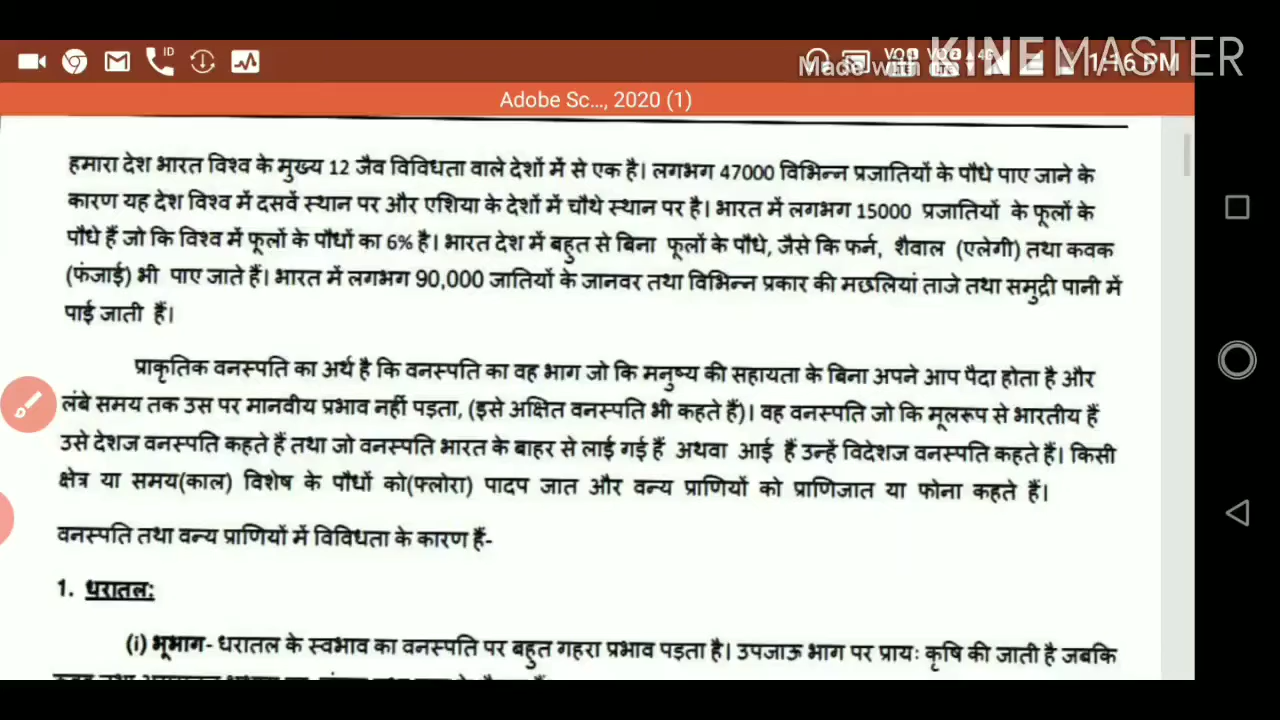 KINEMASTER
Made with
1:16 PM
Adobe Sc..., 2020 (1)
हमारा देश भारत विश्व के मुख्य 12 जैव विविधता वाले देशों में से एक है। लगभग 47000 विभिन्न प्रजातियों के पौधे पाए जाने के
कारण यह देश विश्व में दसवें स्थान पर और एशिया के देशों में चौथे स्थान पर है। भारत में लगभग 15000 प्रजातियों के फूलों के
पौधे हैं जो कि विश्व में फूलों के पौधों का 6% है। भारत देश में बहुत से बिना फूलों के पौधे, जैसे कि फर्न, शैवाल (एलेगी) तथा कवक
(फंजाई) भी पाए जाते हैं। भारत में लगभग 90,000 जातियों के जानवर तथा विभिन्न प्रकार की मछलियां ताजे तथा समुद्री पानी में
पाई जाती हैं।
प्राकृतिक वनस्पति का अर्थ है कि वनस्पति का वह भाग जो कि मनुष्य की सहायता के बिना अपने आप पैदा होता है और
लंबे समय तक उस पर मानवीय प्रभाव नहीं पड़ता, (इसे अक्षित वनस्पति भी कहते हैं)। वह वनस्पति जो कि मूलरूप से भारतीय हैं
उसे देशज वनस्पति कहते हैं तथा जो वनस्पति भारत के बाहर से लाई गई हैं अथवा आई हैं उन्हें विदेशज वनस्पति कहते हैं। किसी
क्षेत्र या समय(काल) विशेष के पौधों को(फ्लोरा) पादप जात और वन्य प्राणियों को प्राणिजात या फोना कहते हैं।
वनस्पति तथा वन्य प्राणियों में विविधता के कारण हैं-
1. धरातल:
(i) भूभाग- धरातल के स्वभाव का वनस्पति पर बहुत गहरा प्रभाव पड़ता है। उपजाऊ भाग पर प्रायः कृषि की जाती है जबकि